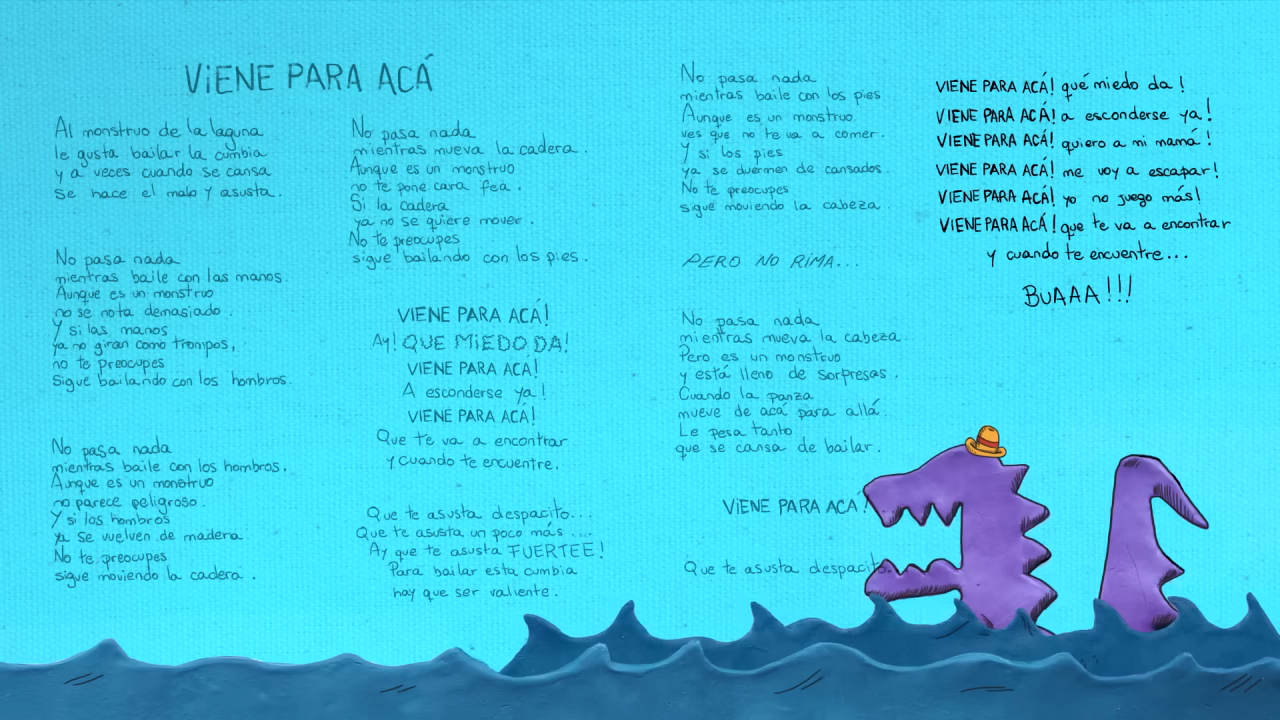 ViENE PARA ACÁ
Al monstruo de la laguna
le gusta bailar la cumbia
y a veces cuando se cansa
se hace el malo y asusta.
No pasa nada
mientras baile con las manos.
Aunque es un monstruo
no se nota demasiado.
Y si las manos
ya no giran como trompos,
no te preocupes
Sigue bailando con los hombros.
No pasa nada
mientras baile con los hombros.
Aunque es un monstruo
no parece peligroso.
Y si los hombros
ya se vuelven de madera.
No te preocupes
sigue moviendo la cadera.
No pasa nada
mientras mueva la cadera.
Aunque es un monstruo
no te pone cara fea.
Si la cadera
ya no se quiere mover.
No te preocupes
sigue bailando con los pies.
VIENE PARA ACÁ!
Ay! QUE MiEDO DA!
VIENE PARA ACÁ!
A esconderse ya!
VIENE PARA ACÁ!
Que te va a encontrar
y cuando te encuentre.
Que te asusta despacito...
Que te asusta un poco más ....
Ay que te asusta FUERTEE!
Para bailar esta cumbia
hay que ser valiente.
No pasa nada
mientras baile con los pies.
Aunque es un monstruo
ves que no te va a comer.
Y si los pies
ya se duermen de cansados.
No te preocupes
sigue moviendo la cabeza.
PERO NO RIMA...
No pasa nada
mientras mueva la cabeza.
Pero es un monstruo
y está lleno de sorpresas.
Cuando la panza
mueve de acá para allá.
Le pesa tanto
que se cansa de bailar.
ViENE PARA ACÁ!
Que te asusta despacito.
VIENE PARA ACÁ! qué miedo da!
VIENE PARA ACÁ! a esconderse ya!
VIENE PARA ACÁ! quiero a mi mamá!
VIENE PARA ACÁ! me voy a escapar!
VIENE PARA ACÁ! yo no juego más!
VIENE PARA ACÁ! que te va a encontrar
y cuando te encuentre...
BUAAA!!!